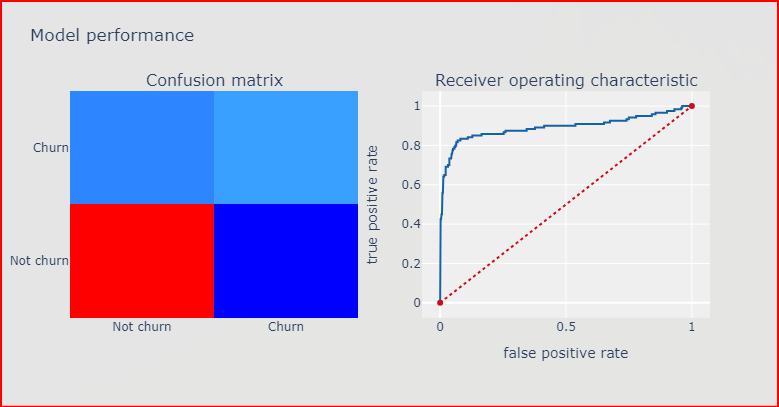 Model performance
Confusion matrix
Churn
Not churn
Not churn
Churn
Receiver operating characteristic
true positive rate
1
0.8
0.6
0.4
0.2
0
0
0.5
1
false positive rate